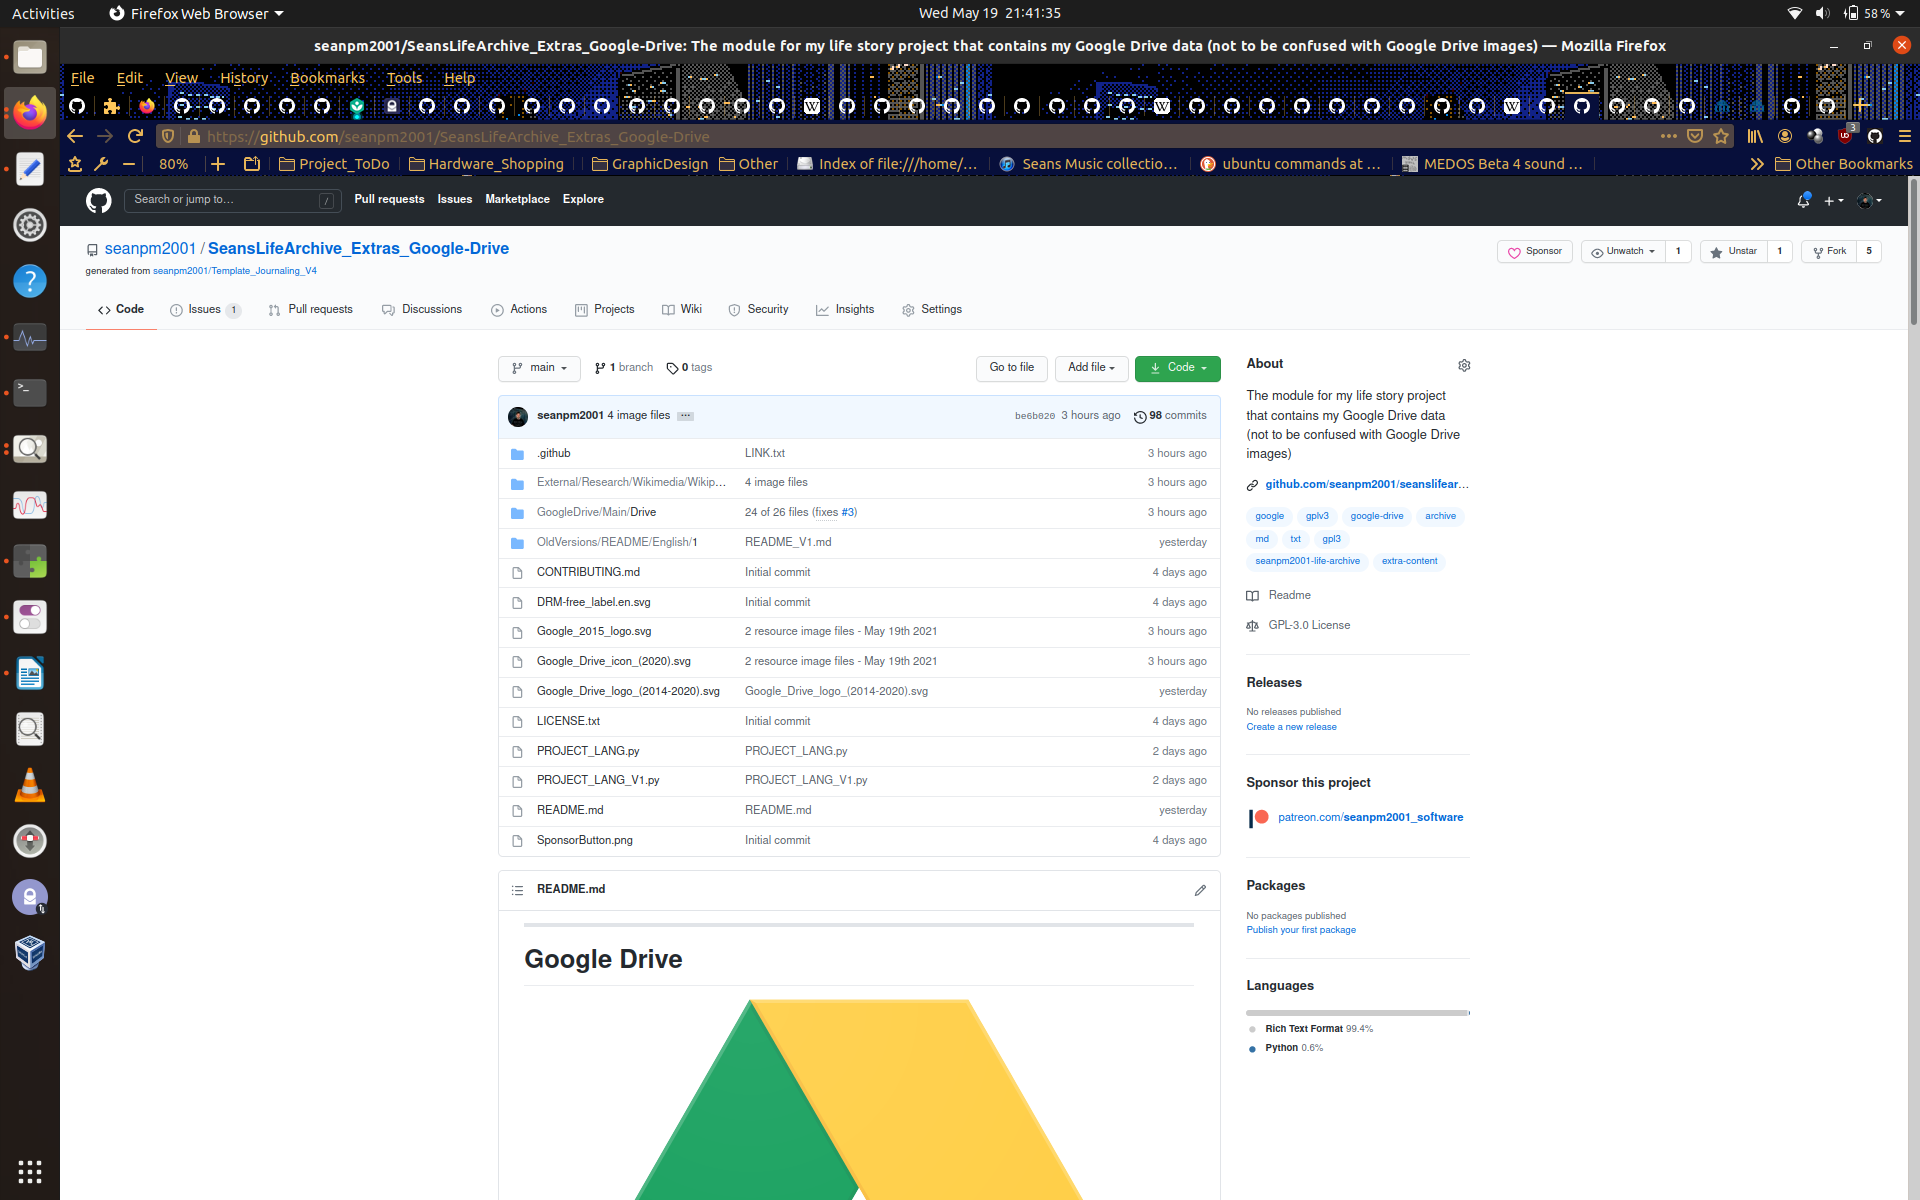 Activities Firefox Web Browser Wed May 19 21:41:35 58 %
seanpm2001/SeansLifeArchive_Extras_Google-Drive: The module for my life story project that contains my Google Drive data (not to be confused with Google Drive images) — Mozilla Firefox
File Edit View History Bookmarks Tools Help
https://github.com/seanpm2001/SeansLifeArchive_Extras_Google-Drive 3
80% Project_ToDo Hardware_Shopping GraphicDesign Other Index of file:///home/… Seans Music collectio… ubuntu commands at … MEDOS Beta 4 sound … Other Bookmarks
Search or jump to… / Pull requests Issues Marketplace Explore
seanpm2001 / SeansLifeArchive_Extras_Google-Drive Sponsor Unwatch 1 Unstar 1 Fork 5
generated from seanpm2001/Template_Journaling_V4
Code Issues 1 Pull requests Discussions Actions Projects Wiki Security Insights Settings
main 1 branch 0 tags Go to file Add file Code
seanpm2001 4 image files ... be6b020 3 hours ago 98 commits
.github LINK.txt 3 hours ago
External/Research/Wikimedia/Wikip… 4 image files 3 hours ago
GoogleDrive/Main/Drive 24 of 26 files (fixes #3) 3 hours ago
OldVersions/README/English/1 README_V1.md yesterday
CONTRIBUTING.md Initial commit 4 days ago
DRM-free_label.en.svg Initial commit 4 days ago
Google_2015_logo.svg 2 resource image files - May 19th 2021 3 hours ago
Google_Drive_icon_(2020).svg 2 resource image files - May 19th 2021 3 hours ago
Google_Drive_logo_(2014-2020).svg Google_Drive_logo_(2014-2020).svg yesterday
LICENSE.txt Initial commit 4 days ago
PROJECT_LANG.py PROJECT_LANG.py 2 days ago
PROJECT_LANG_V1.py PROJECT_LANG_V1.py 2 days ago
README.md README.md yesterday
SponsorButton.png Initial commit 4 days ago
README.md
Google Drive
About
The module for my life story project
that contains my Google Drive data
(not to be confused with Google Drive
images)
github.com/seanpm2001/seanslifear…
google gplv3 google-drive archive
md txt gpl3
seanpm2001-life-archive extra-content
Readme
GPL-3.0 License
Releases
No releases published
Create a new release
Sponsor this project
patreon.com/seanpm2001_software
Packages
No packages published
Publish your first package
Languages
Rich Text Format 99.4%
Python 0.6%